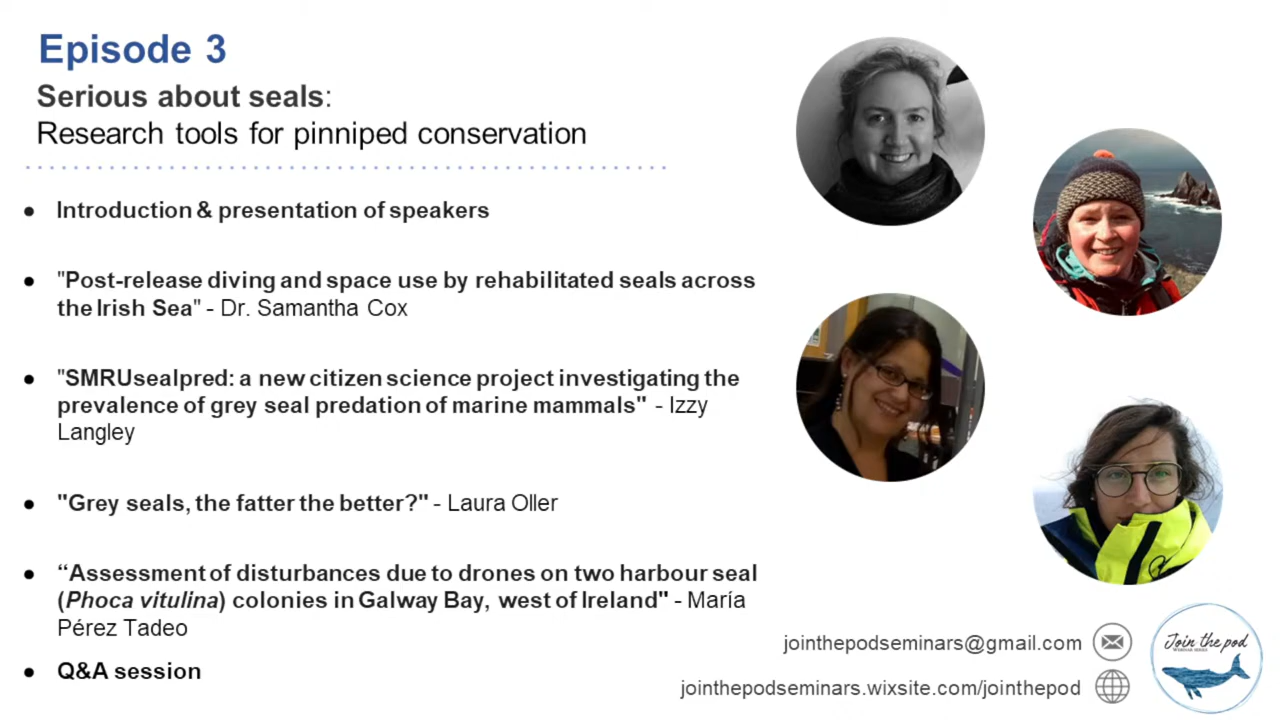 Episode 3
Serious about seals:
Research tools for pinniped conservation
● Introduction & presentation of speakers
● "Post-release diving and space use by rehabilitated seals across
the Irish Sea" - Dr. Samantha Cox
● "SMRUsealpred: a new citizen science project investigating the
prevalence of grey seal predation of marine mammals" - Izzy
Langley
● "Grey seals, the fatter the better?" - Laura Oller
● “Assessment of disturbances due to drones on two harbour seal
(Phoca vitulina) colonies in Galway Bay, west of Ireland" - María
Pérez Tadeo
● Q&A session
jointhepodseminars@gmail.com
jointhepodseminars.wixsite.com/jointhepod
Join the pod
WEBINAR SERIES